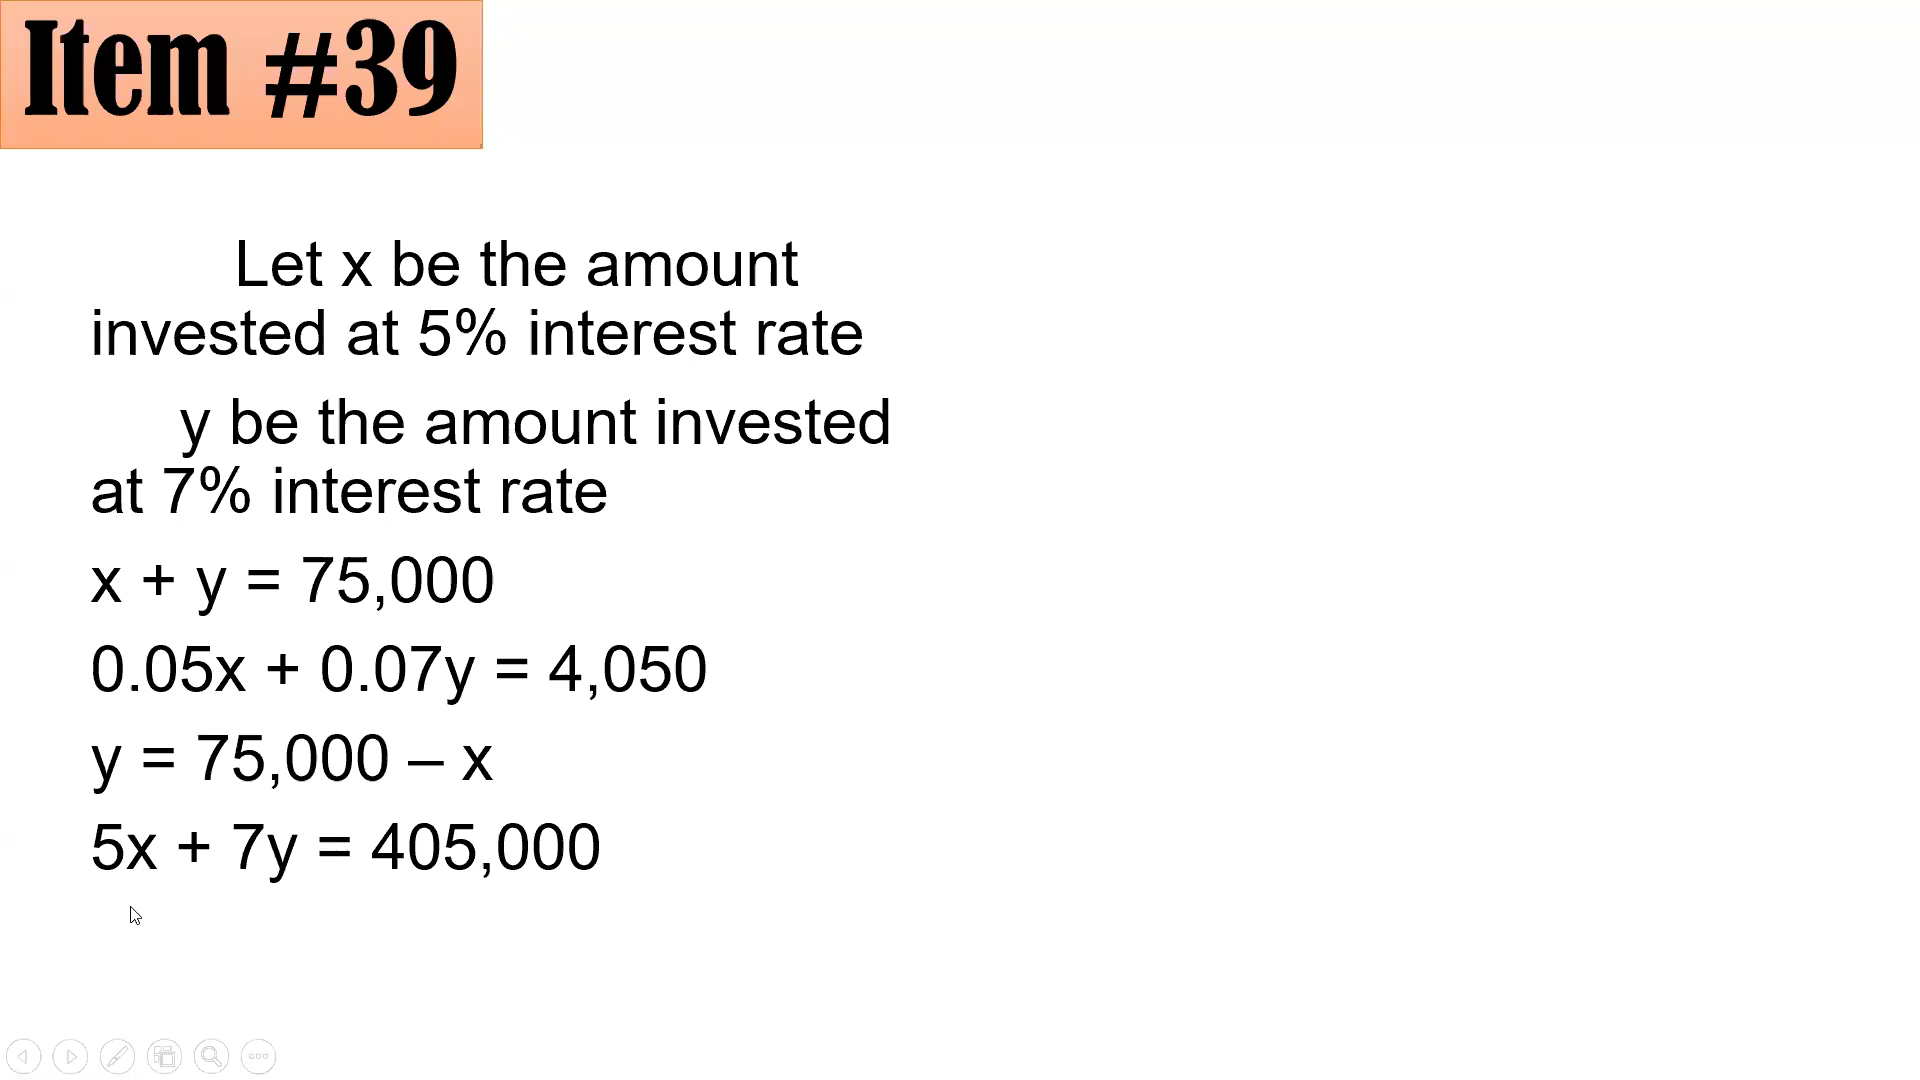 Item #39
Let x be the amount
invested at 5% interest rate
y be the amount invested
at 7% interest rate
x + y = 75,000
0.05x + 0.07y = 4,050
y = 75,000 – x
5x + 7y = 405,000